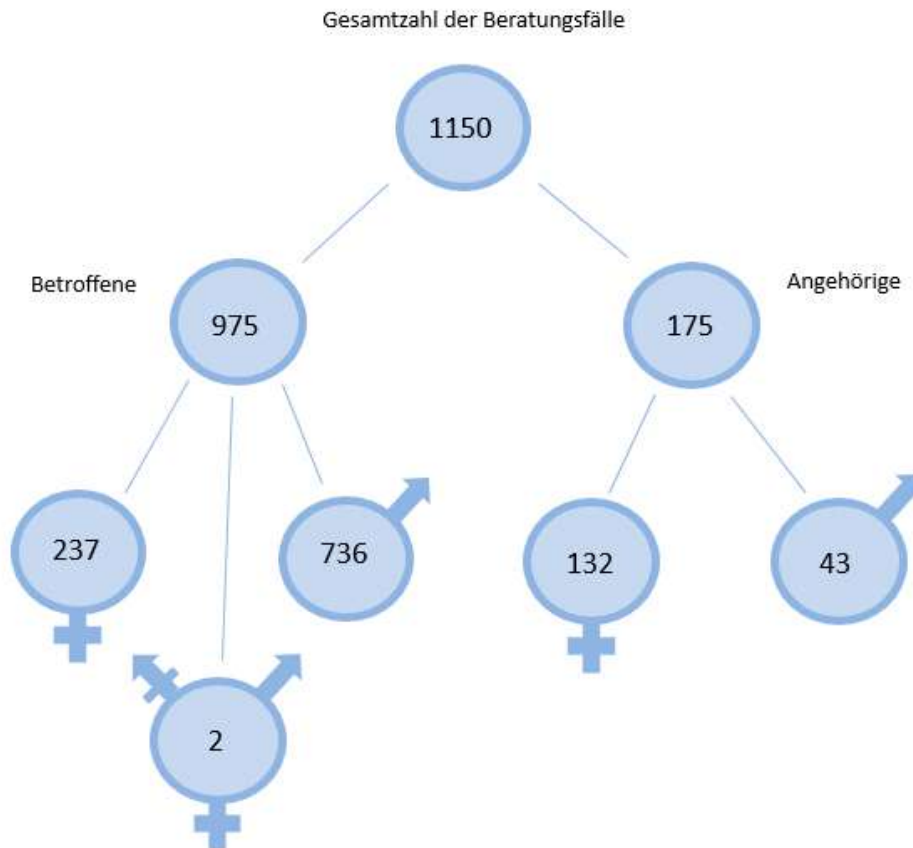 Gesamtzahl der Beratungsfälle
1150
Betroffene
Angehörige
975
175
237
736
132
43
2